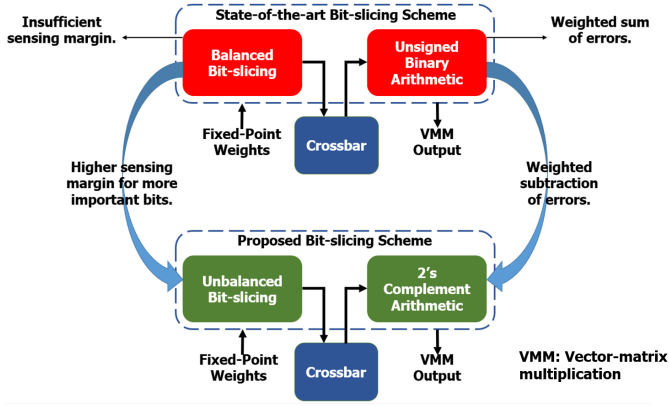 State-of-the-art Bit-slicing Scheme
Insufficient
sensing margin.
Balanced
Bit-slicing
Unsigned
Binary
Arithmetic
Weighted sum
of errors.
Fixed-Point
Weights
Crossbar
VMM
Output
Higher sensing
margin for more
important bits.
Weighted
subtraction
of errors.
Proposed Bit-slicing Scheme
Unbalanced
Bit-slicing
2's
Complement
Arithmetic
Fixed-Point
Weights
Crossbar
VMM
Output
VMM: Vector-matrix
multiplication